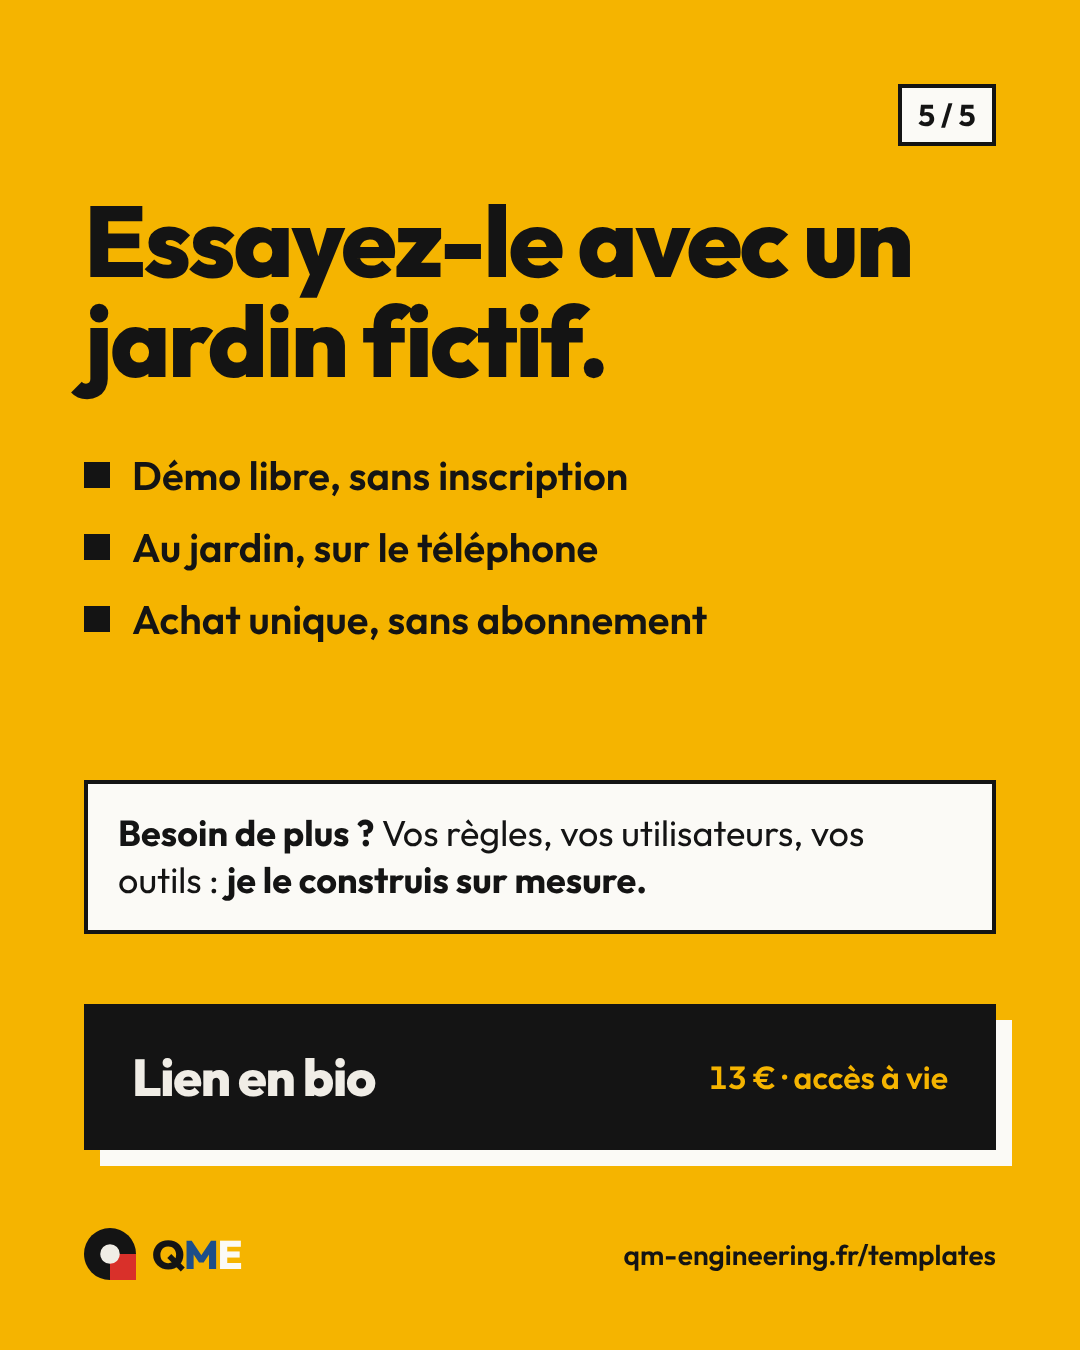 5 / 5
Essayez-le avec un
jardin fictif.
Démo libre, sans inscription
Au jardin, sur le téléphone
Achat unique, sans abonnement
Besoin de plus ? Vos règles, vos utilisateurs, vos
outils : je le construis sur mesure.
Lien en bio
13 € · accès à vie
QME
qm-engineering.fr/templates